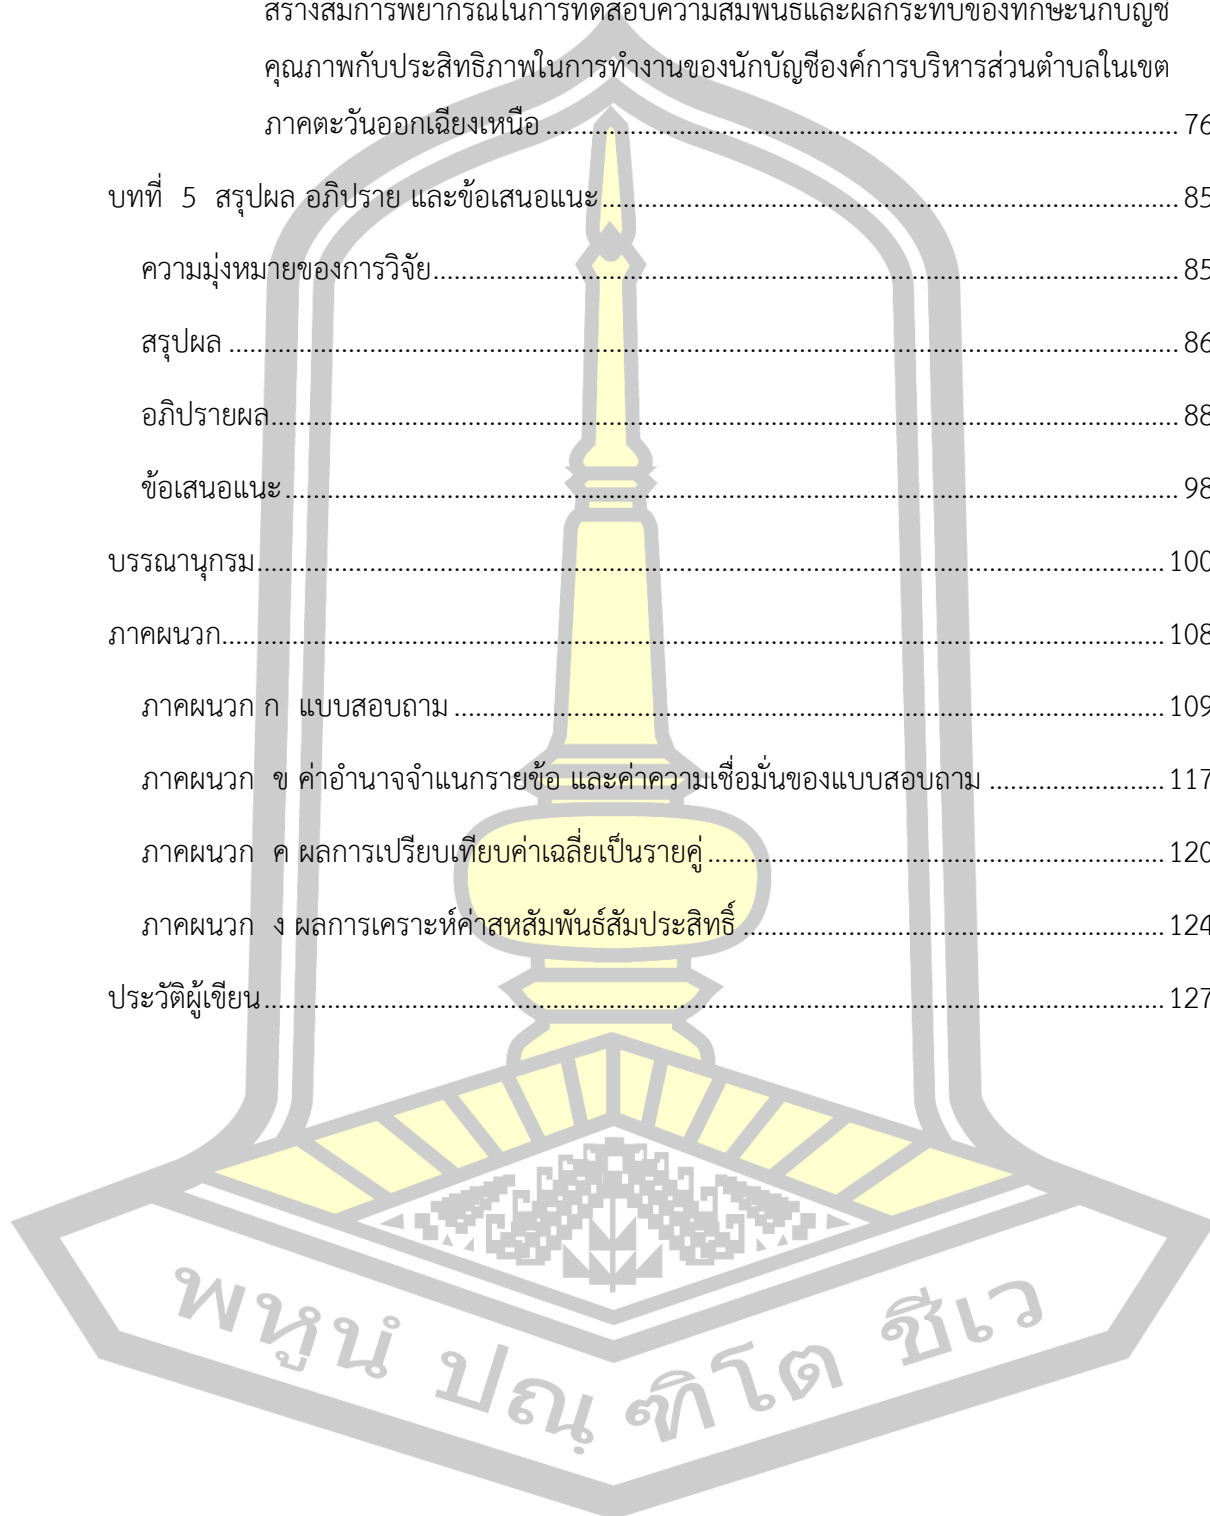 สร้างสมการพยากรณ์ในการทดสอบความสัมพันธ์และผลกระทบของทักษะนักบัญชี
คุณภาพกับประสิทธิภาพในการทำงานของนักบัญชีองค์การบริหารส่วนตำบลในเขต
ภาคตะวันออกเฉียงเหนือ .......... 76
บทที่ 5 สรุปผล อภิปราย และข้อเสนอแนะ .......... 85
ความมุ่งหมายของการวิจัย .......... 85
สรุปผล .......... 86
อภิปรายผล .......... 88
ข้อเสนอแนะ .......... 98
บรรณานุกรม .......... 100
ภาคผนวก .......... 108
ภาคผนวก ก แบบสอบถาม .......... 109
ภาคผนวก ข ค่าอำนาจจำแนกรายข้อ และค่าความเชื่อมั่นของแบบสอบถาม .......... 117
ภาคผนวก ค ผลการเปรียบเทียบค่าเฉลี่ยเป็นรายคู่ .......... 120
ภาคผนวก ง ผลการเคราะห์ค่าสหสัมพันธ์สัมประสิทธิ์ .......... 124
ประวัติผู้เขียน .......... 127
พหูนํ ปณฺฑิโต ชีเว